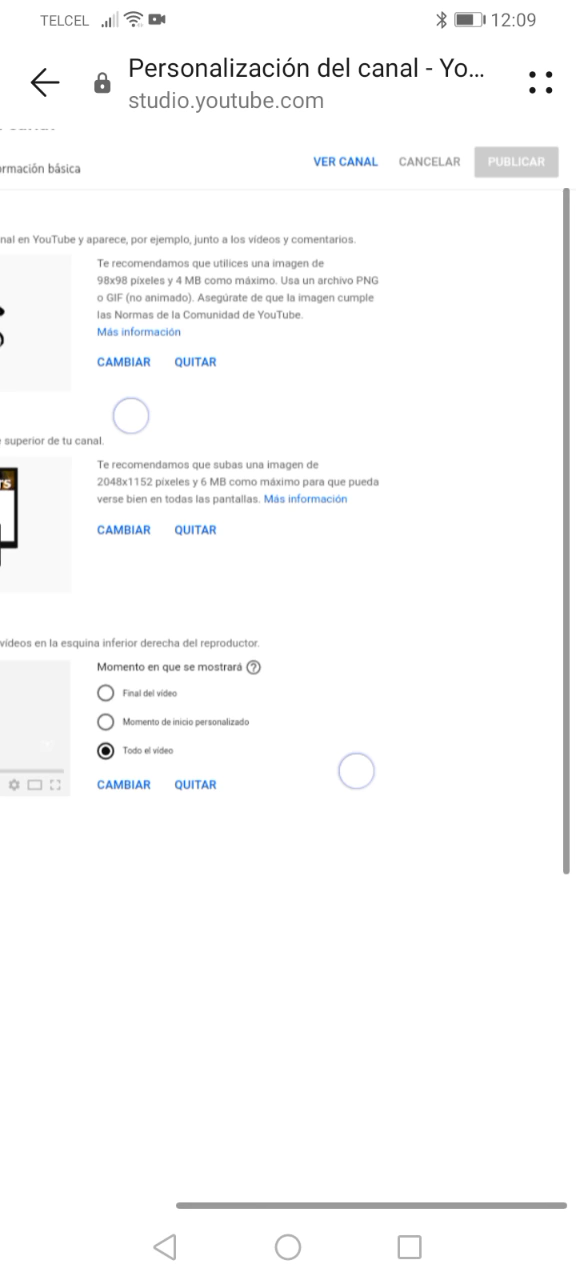 TELCEL
12:09
Personalización del canal - Yo...
studio.youtube.com
VER CANAL CANCELAR PUBLICAR
ormación básica
nal en YouTube y aparece, por ejemplo, junto a los vídeos y comentarios.
Te recomendamos que utilices una imagen de
98x98 píxeles y 4 MB como máximo. Usa un archivo PNG
o GIF (no animado). Asegúrate de que la imagen cumple
las Normas de la Comunidad de YouTube.
Más información
CAMBIAR QUITAR
e superior de tu canal.
Te recomendamos que subas una imagen de
2048x1152 píxeles y 6 MB como máximo para que pueda
verse bien en todas las pantallas. Más información
rs
CAMBIAR QUITAR
vídeos en la esquina inferior derecha del reproductor.
Momento en que se mostrará ?
Final del vídeo
Momento de inicio personalizado
Todo el vídeo
CAMBIAR QUITAR